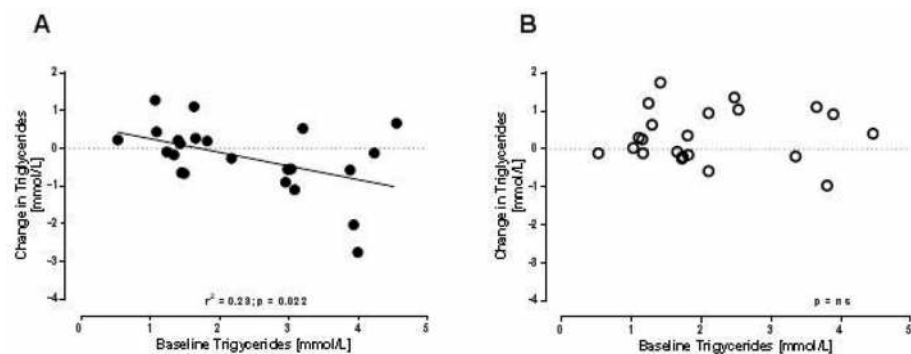 A
Change in Triglycerides
[mmol/L]
2
1
0
-1
-2
-3
-4
r² = 0.23; p = 0.022
0 1 2 3 4 5
Baseline Trigycerides [mmol/L]
B
Change in Triglycerides
[mmol/L]
2
1
0
-1
-2
-3
-4
p = ns
0 1 2 3 4 5
Baseline Trigycerides [mmol/L]